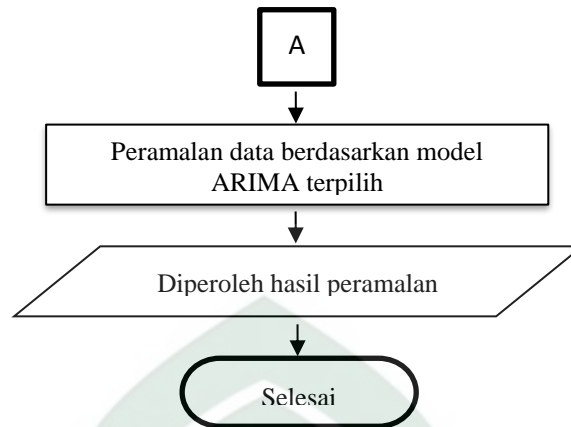 A
Peramalan data berdasarkan model
ARIMA terpilih
Diperoleh hasil peramalan
Selesai